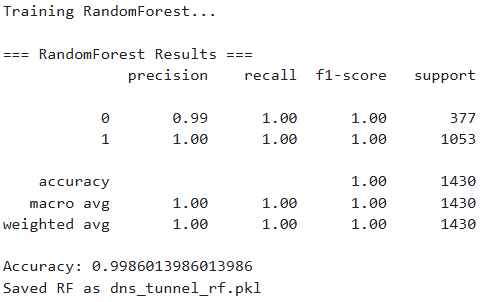 Training RandomForest...
=== RandomForest Results ===
precision recall f1-score support
0 0.99 1.00 1.00 377
1 1.00 1.00 1.00 1053
accuracy 1.00 1430
macro avg 1.00 1.00 1.00 1430
weighted avg 1.00 1.00 1.00 1430
Accuracy: 0.9986013986013986
Saved RF as dns_tunnel_rf.pkl